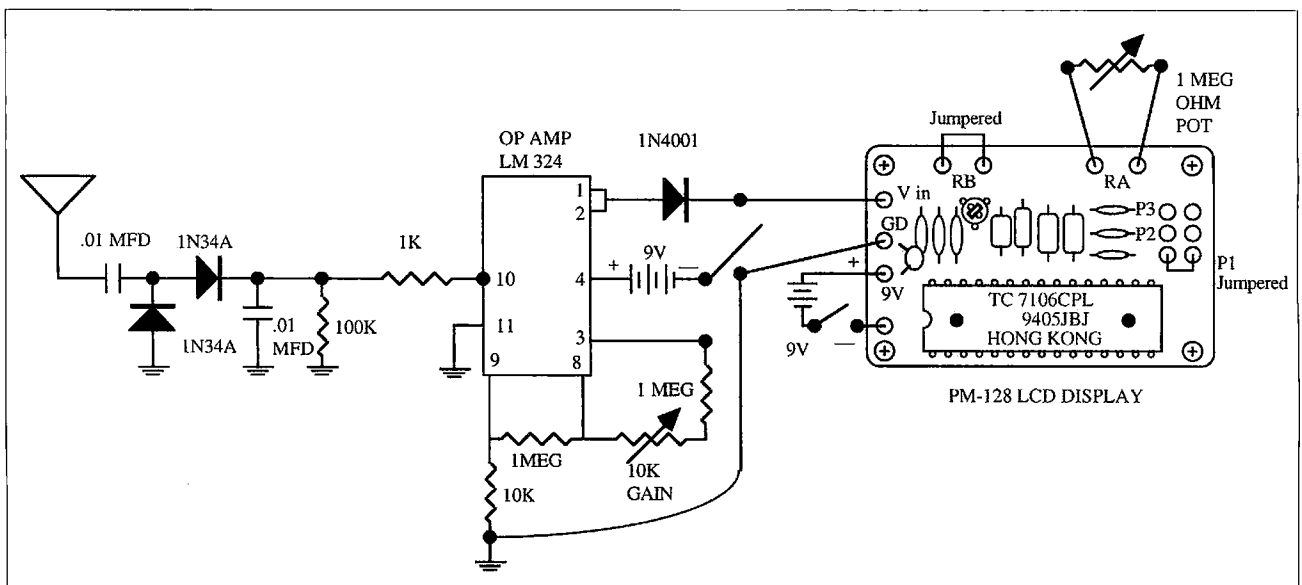 1 MEG
OHM
POT
Jumpered
OP AMP
LM 324
1N4001
RB
RA
V in
GD
P3
P2
P1
Jumpered
+
9V
TC 7106CPL
9405JBJ
HONG KONG
9V
—
PM-128 LCD DISPLAY
.01 MFD
1N34A
1N34A
.01
MFD
100K
1K
1
2
10
4
11
3
9
8
+
9V
—
1 MEG
1MEG
10K
GAIN
10K